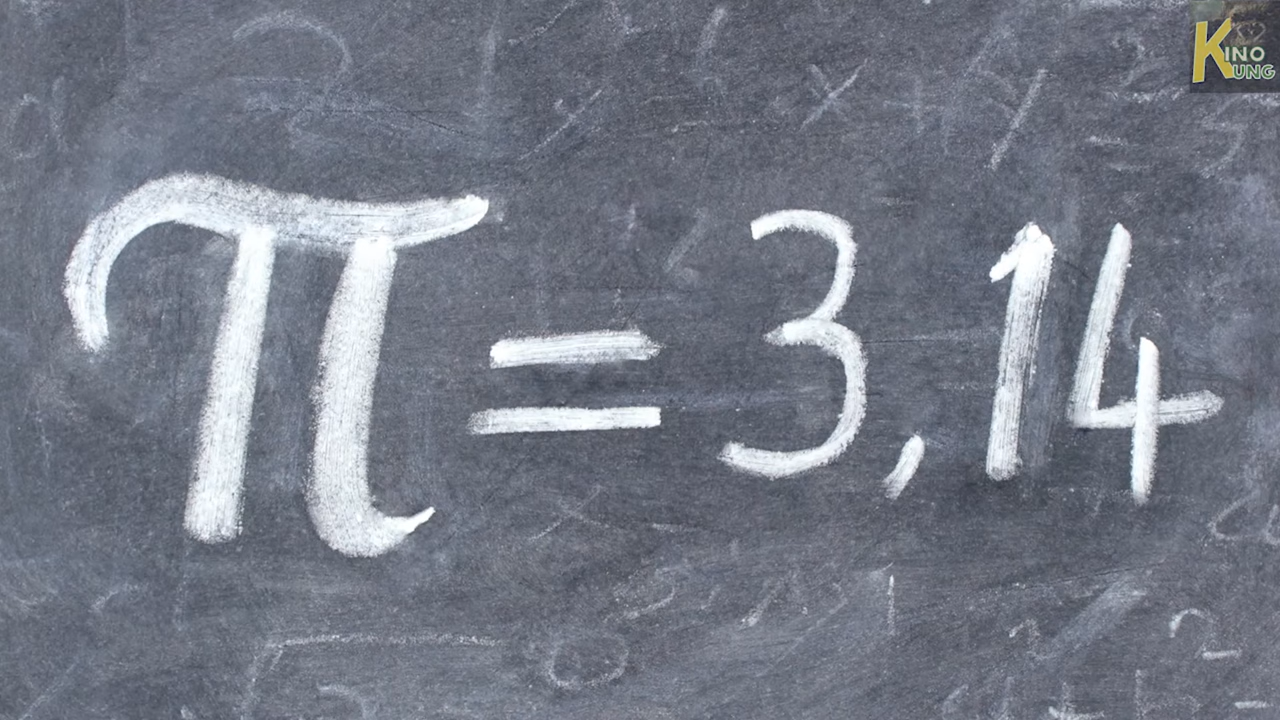 KINO
KUNG
π = 3,14